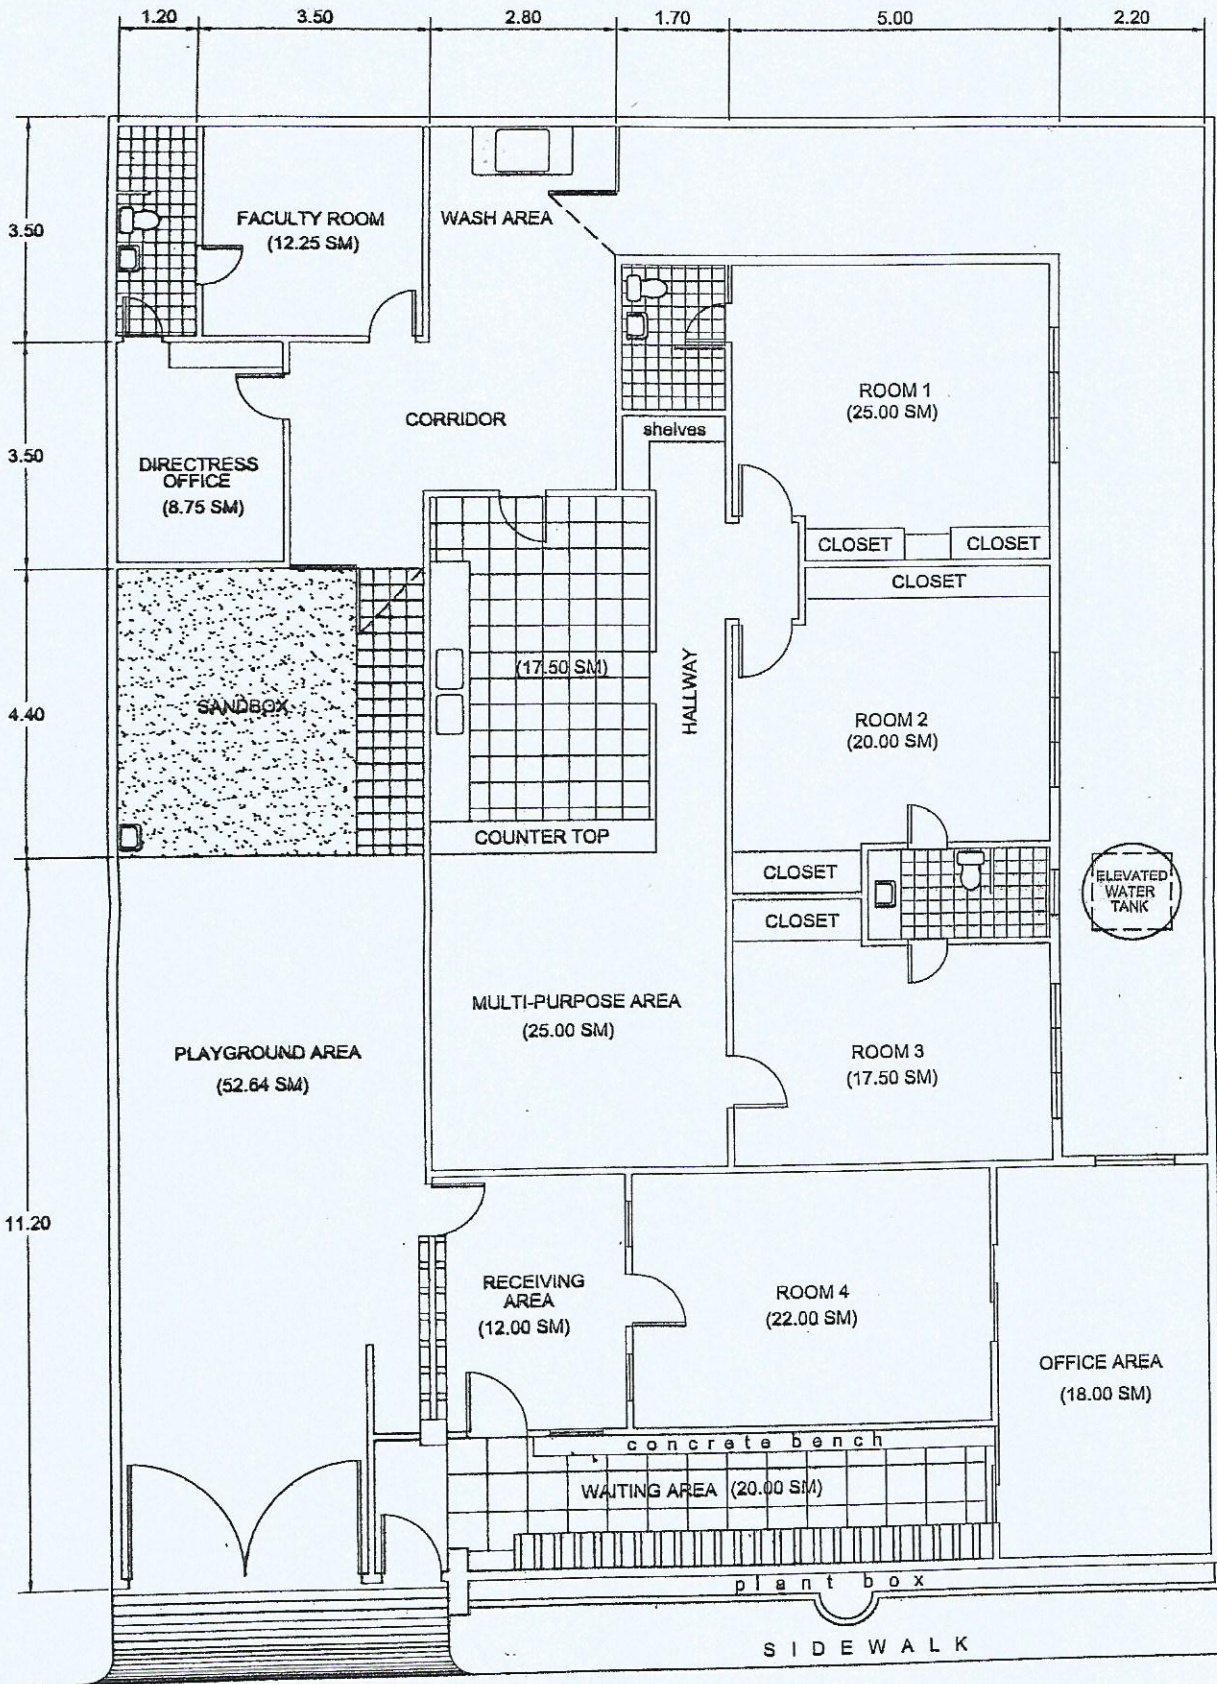 1.20 3.50 2.80 1.70 5.00 2.20
3.50
3.50
4.40
11.20
FACULTY ROOM
(12.25 SM)
WASH AREA
ROOM 1
(25.00 SM)
CORRIDOR
shelves
DIRECTRESS
OFFICE
(8.75 SM)
CLOSET
CLOSET
CLOSET
(17.50 SM)
HALLWAY
SANDBOX
ROOM 2
(20.00 SM)
COUNTER TOP
CLOSET
CLOSET
ELEVATED
WATER
TANK
MULTI-PURPOSE AREA
(25.00 SM)
PLAYGROUND AREA
(52.64 SM)
ROOM 3
(17.50 SM)
RECEIVING
AREA
(12.00 SM)
ROOM 4
(22.00 SM)
OFFICE AREA
(18.00 SM)
concrete bench
WAITING AREA (20.00 SM)
plant box
SIDEWALK